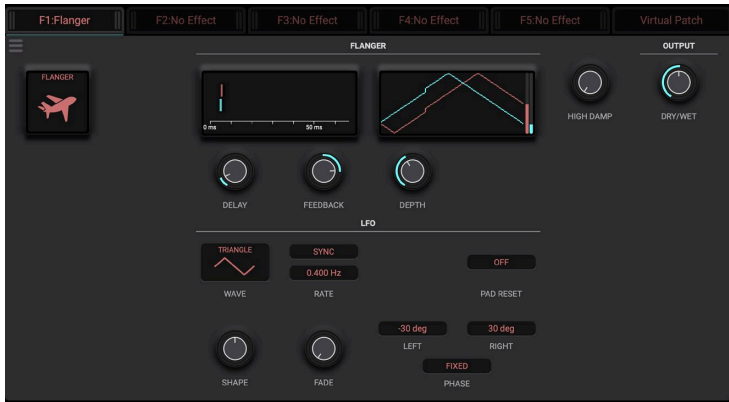 F1:Flanger
F2:No Effect
F3:No Effect
F4:No Effect
F5:No Effect
Virtual Patch
FLANGER
OUTPUT
FLANGER
0 ms
50 ms
HIGH DAMP
DRY/WET
DELAY
FEEDBACK
DEPTH
LFO
TRIANGLE
SYNC
0.400 Hz
OFF
WAVE
RATE
PAD RESET
-30 deg
30 deg
LEFT
RIGHT
FIXED
SHAPE
FADE
PHASE